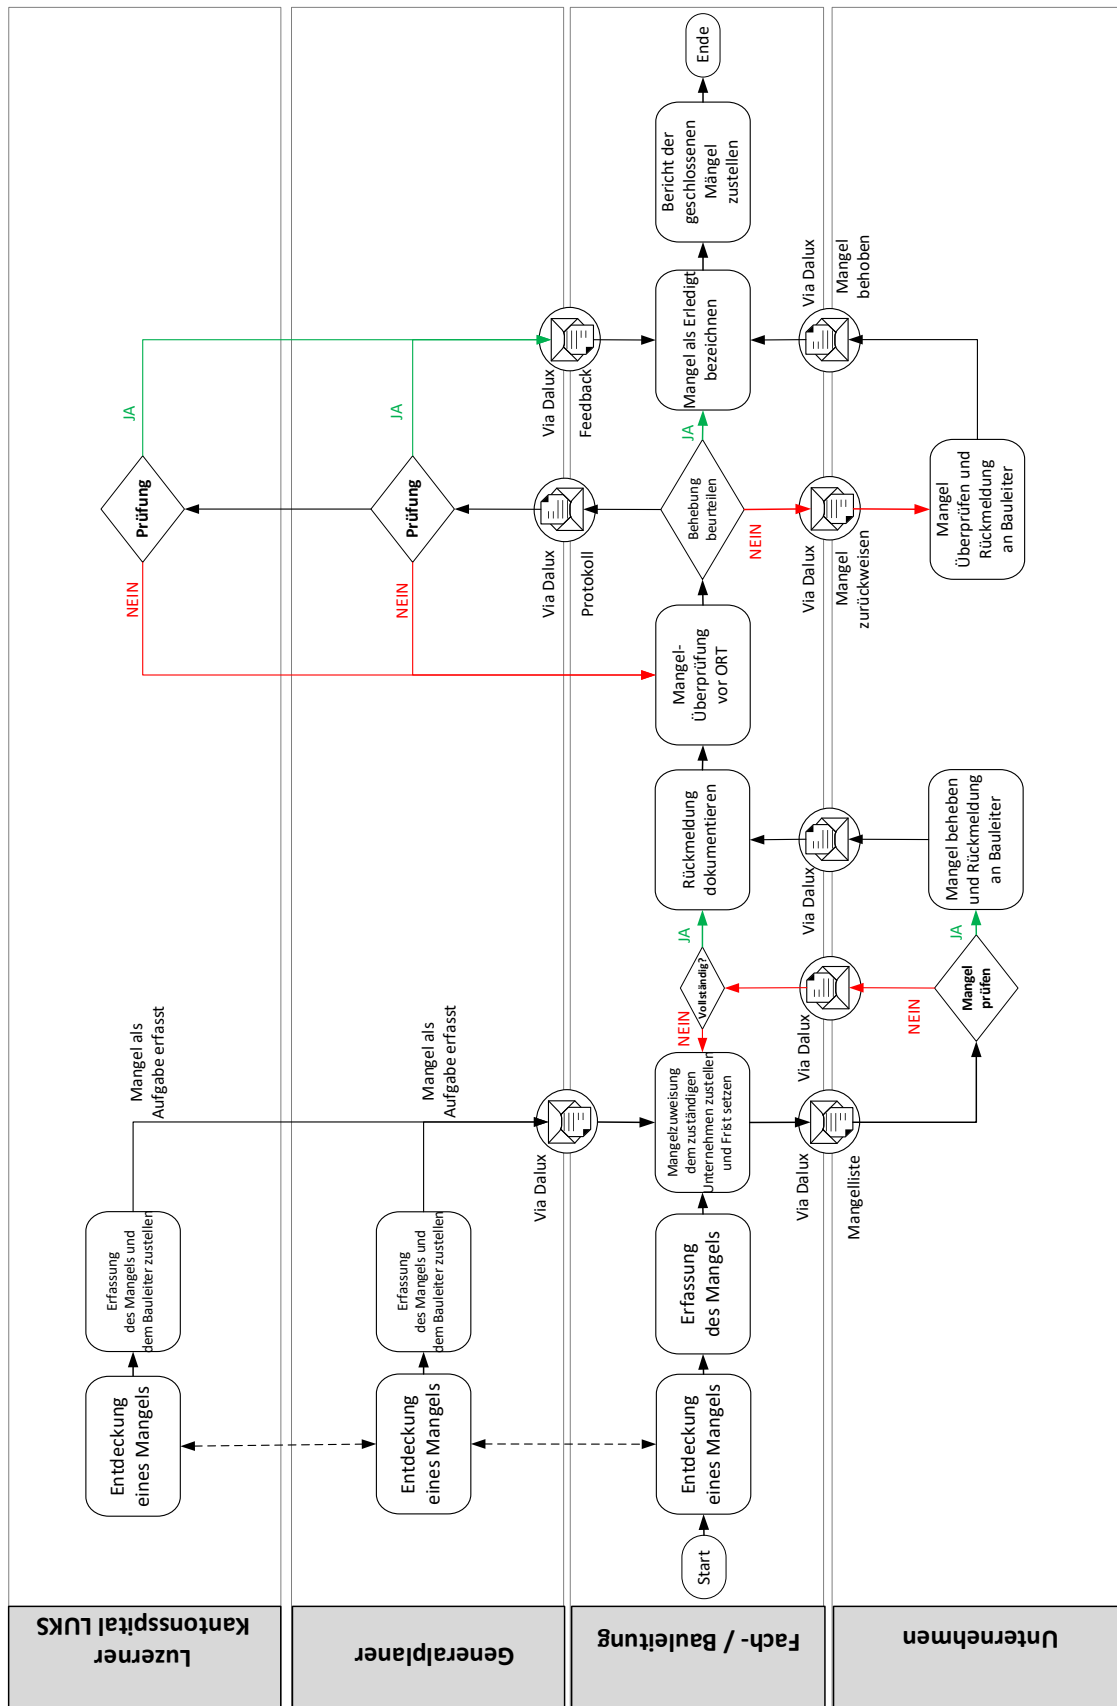 Luzerner
Kantonsspital LUKS
Entdeckung
eines Mangels
Erfassung
des Mangels und
dem Bauleiter zustellen
Mangel als
Aufgabe erfasst
NEIN
Prüfung
JA
Generalplaner
Entdeckung
eines Mangels
Erfassung
des Mangels und
dem Bauleiter zustellen
Mangel als
Aufgabe erfasst
NEIN
Prüfung
JA
Via Dalux
Via Dalux
Protokoll
Via Dalux
Feedback
Fach- / Bauleitung
Start
Entdeckung
eines Mangels
Erfassung
des Mangels
Mangelzuweisung
dem zuständigen
Unternehmen zustellen
und Frist setzen
NEIN
Vollständig?
JA
Rückmeldung
dokumentieren
Mangel-
Überprüfung
vor ORT
Behebung
beurteilen
NEIN
JA
Mangel als Erledigt
bezeichnen
Bericht der
geschlossenen
Mängel
zustellen
Ende
Via Dalux
Mangelliste
Via Dalux
Via Dalux
Via Dalux
Mangel
zurückweisen
Via Dalux
Mangel
behoben
Unternehmen
NEIN
Mangel
prüfen
JA
Mangel beheben
und Rückmeldung
an Bauleiter
Mangel
Überprüfen und
Rückmeldung
an Bauleiter